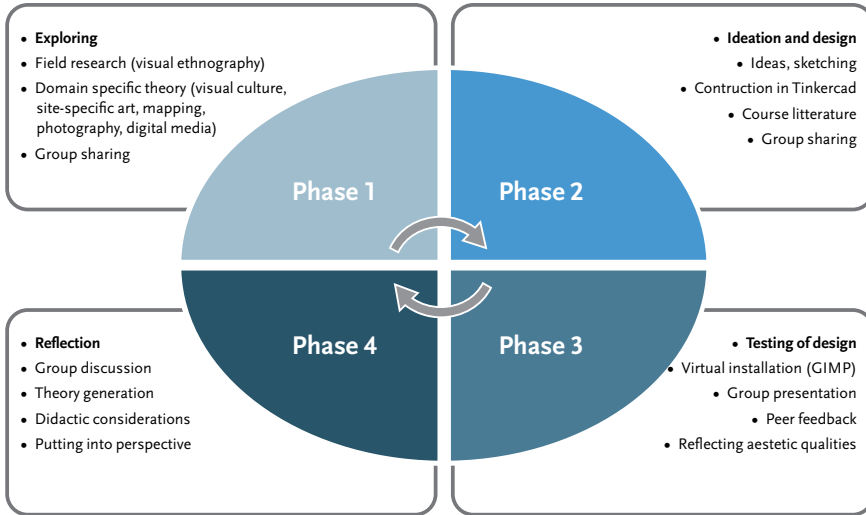 • Exploring
• Field research (visual ethnography)
• Domain specific theory (visual culture,
site-specific art, mapping,
photography, digital media)
• Group sharing
Phase 1
• Ideation and design
• Ideas, sketching
• Contruction in Tinkercad
• Course litterature
• Group sharing
Phase 2
• Reflection
• Group discussion
• Theory generation
• Didactic considerations
• Putting into perspective
Phase 4
• Testing of design
• Virtual installation (GIMP)
• Group presentation
• Peer feedback
• Reflecting aestetic qualities
Phase 3